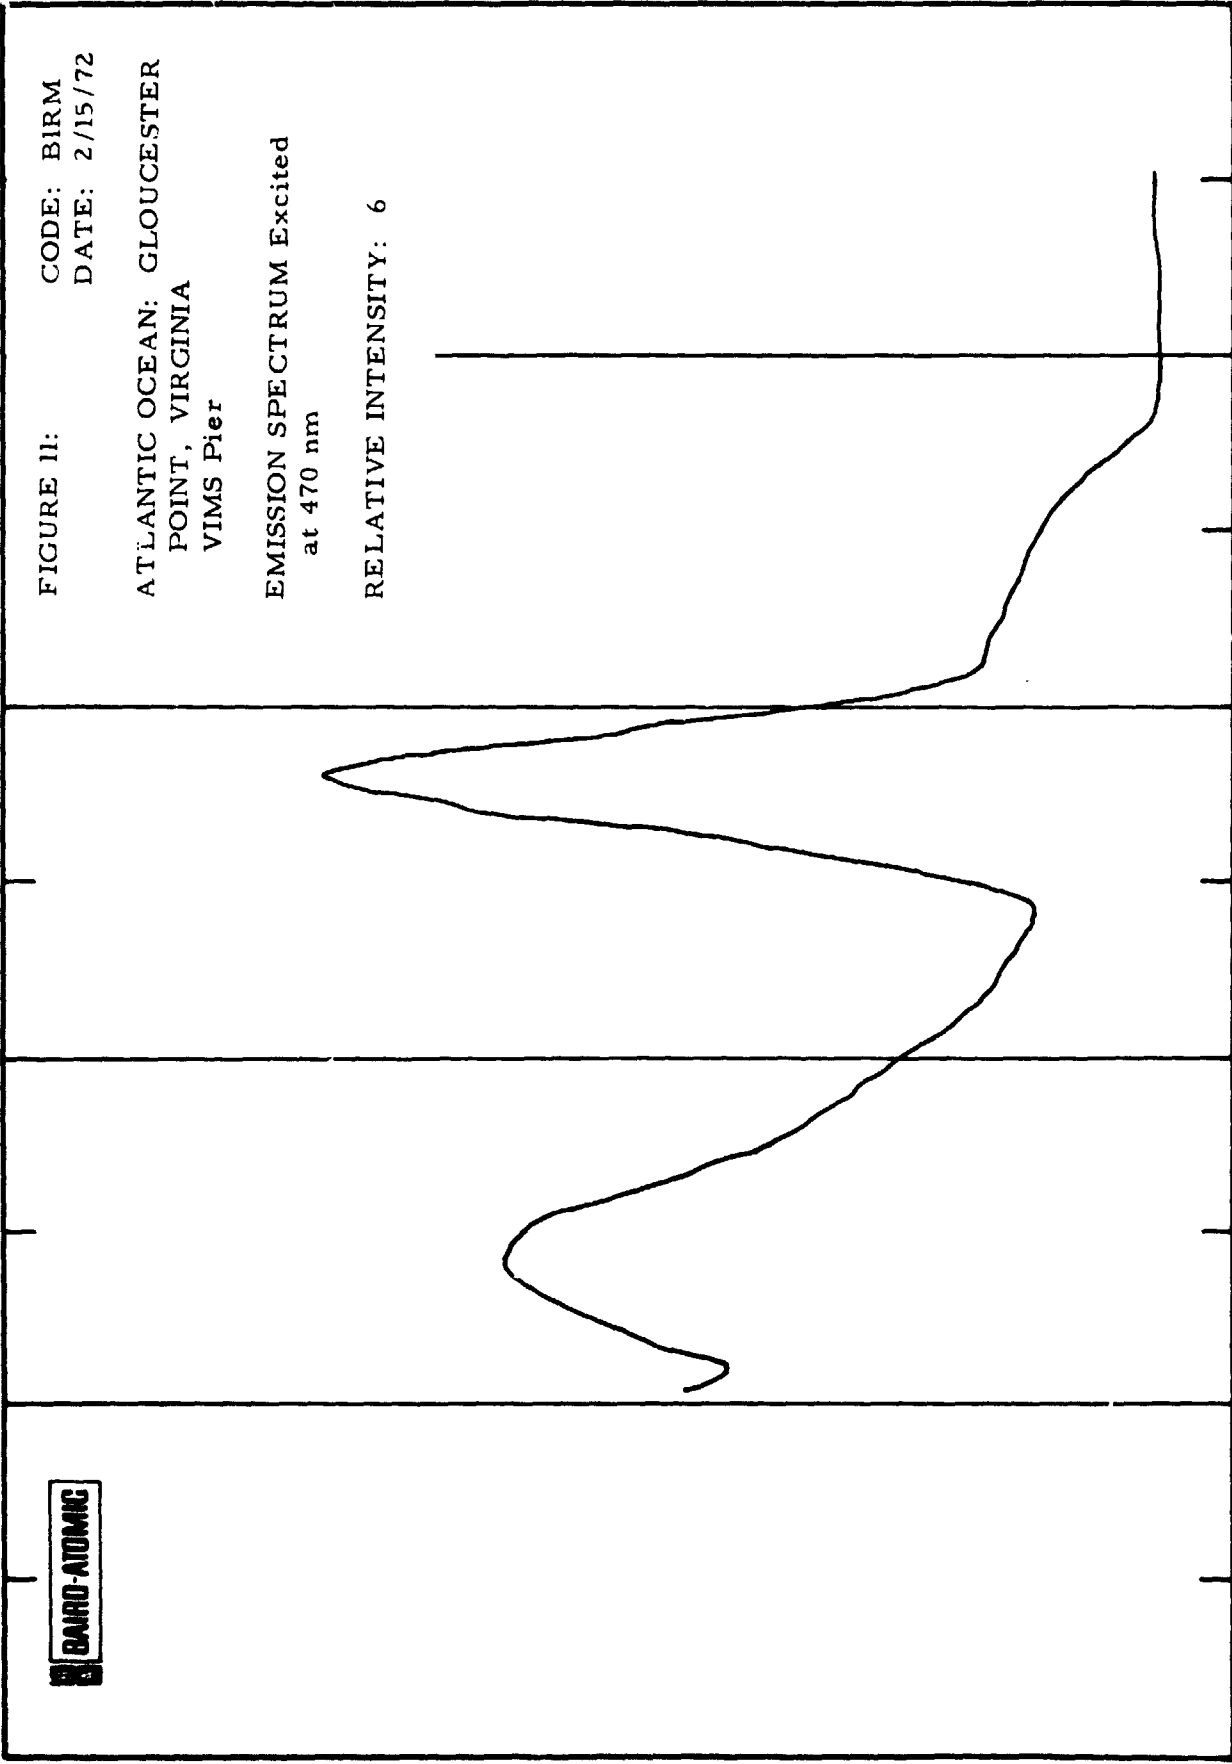 FIGURE 11:
CODE: BIRM
DATE: 2/15/72
ATLANTIC OCEAN: GLOUCESTER
POINT, VIRGINIA
VIMS Pier
EMISSION SPECTRUM Excited
at 470 nm
RELATIVE INTENSITY: 6
BAIRD-ATOMIC